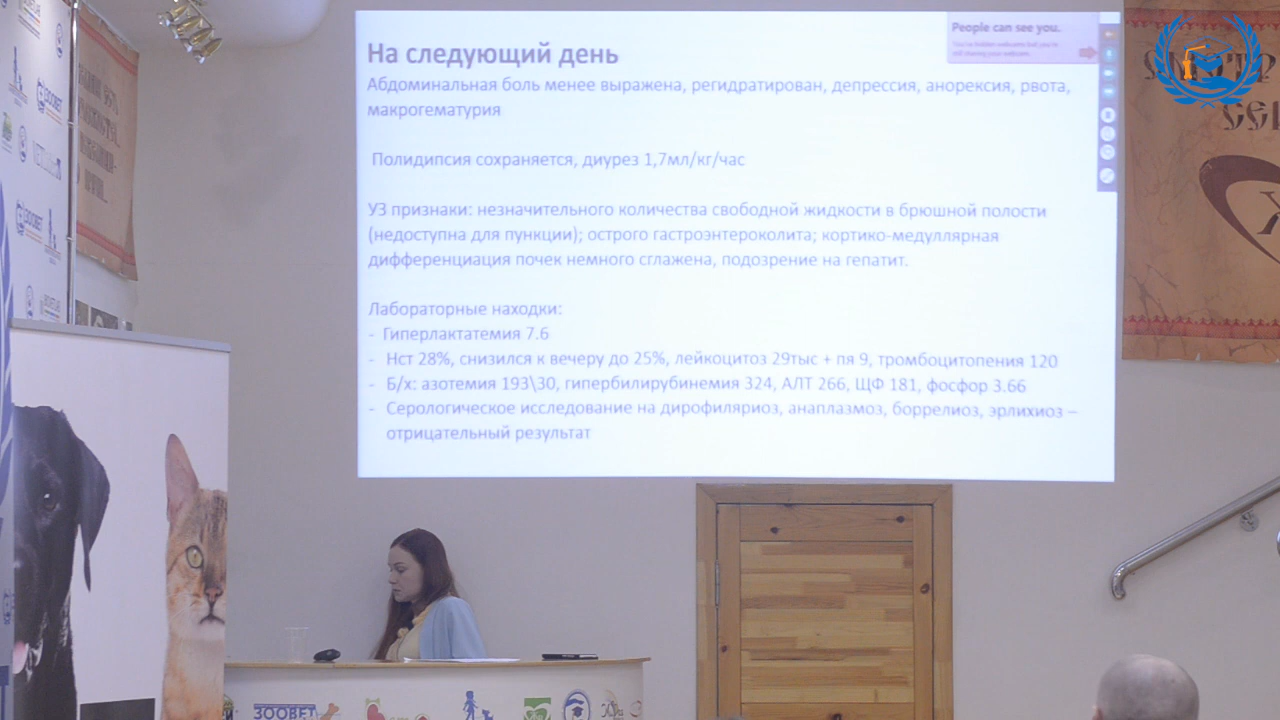 На следующий день
Абдоминальная боль менее выражена, регидратирован, депрессия, анорексия, рвота,
макрогематурия
Полидипсия сохраняется, диурез 1,7мл/кг/час
УЗ признаки: незначительного количества свободной жидкости в брюшной полости
(недоступна для пункции); острого гастроэнтероколита; кортико-медуллярная
дифференциация почек немного сглажена, подозрение на гепатит.
Лабораторные находки:
- Гиперлактатемия 7.6
- Нст 28%, снизился к вечеру до 25%, лейкоцитоз 29тыс + пя 9, тромбоцитопения 120
- Б/х: азотемия 193\30, гипербилирубинемия 324, АЛТ 266, ЩФ 181, фосфор 3.66
- Серологическое исследование на дирофиляриоз, анаплазмоз, боррелиоз, эрлихиоз –
отрицательный результат
People can see you.
ЗООВЕТ
ЗООВЕТ
ЗООВЕТ